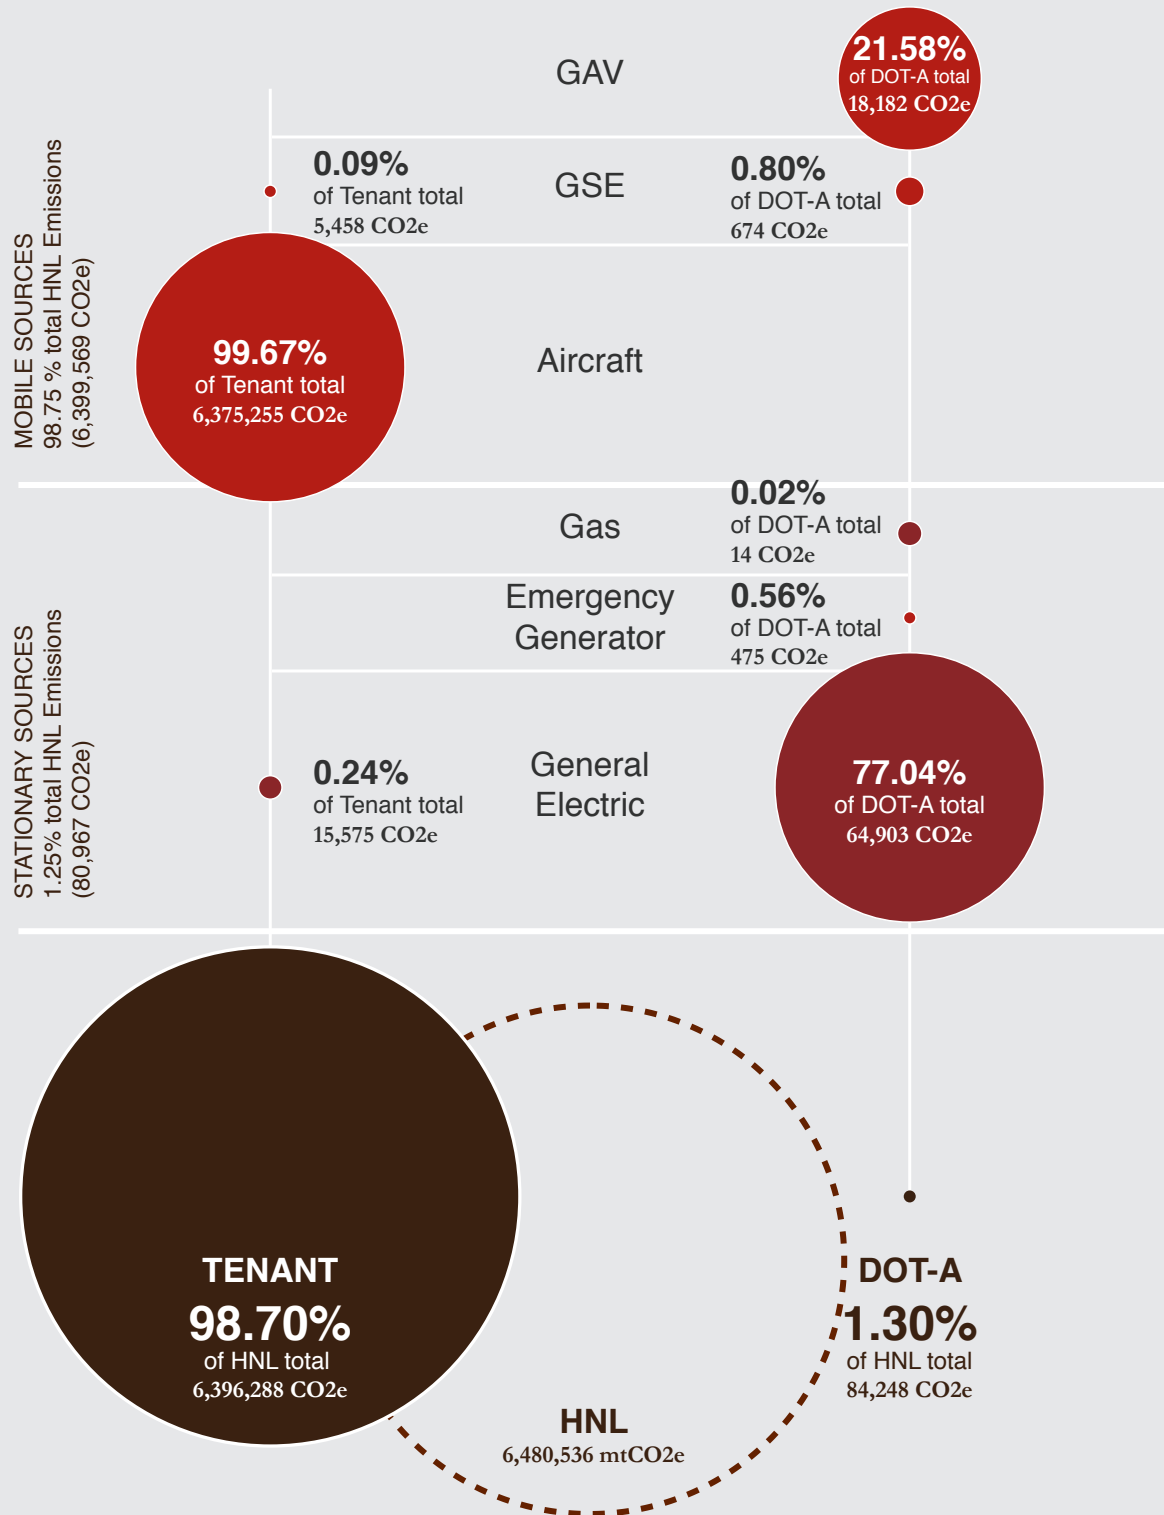 GAV
21.58%
of DOT-A total
18,182 CO2e
MOBILE SOURCES
98.75 % total HNL Emissions
(6,399,569 CO2e)
0.09%
of Tenant total
5,458 CO2e
GSE
0.80%
of DOT-A total
674 CO2e
99.67%
of Tenant total
6,375,255 CO2e
Aircraft
Gas
0.02%
of DOT-A total
14 CO2e
Emergency
Generator
0.56%
of DOT-A total
475 CO2e
STATIONARY SOURCES
1.25% total HNL Emissions
(80,967 CO2e)
0.24%
of Tenant total
15,575 CO2e
General
Electric
77.04%
of DOT-A total
64,903 CO2e
TENANT
98.70%
of HNL total
6,396,288 CO2e
HNL
6,480,536 mtCO2e
DOT-A
1.30%
of HNL total
84,248 CO2e